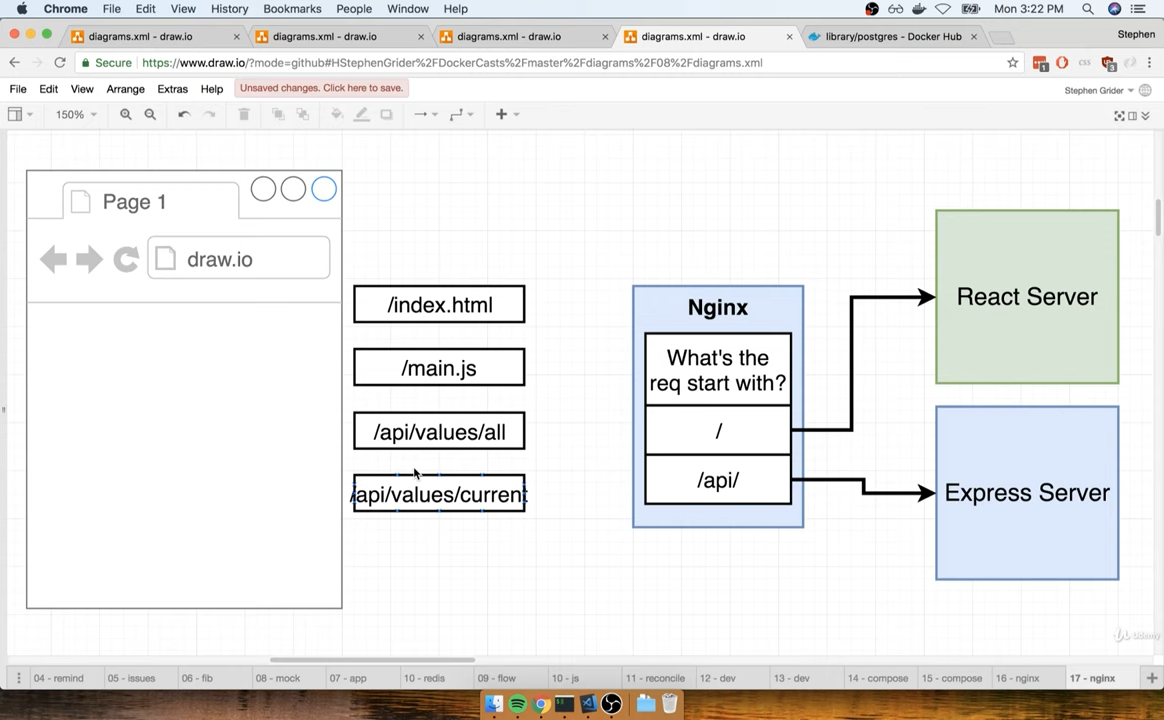 Chrome File Edit View History Bookmarks People Window Help Mon 3:22 PM
diagrams.xml - draw.io diagrams.xml - draw.io diagrams.xml - draw.io diagrams.xml - draw.io library/postgres - Docker Hub Stephen
Secure https://www.draw.io/?mode=github#HStephenGrider%2FDockerCasts%2Fmaster%2Fdiagrams%2F08%2Fdiagrams.xml 1 CSS 3
File Edit View Arrange Extras Help Unsaved changes. Click here to save. Stephen Grider
150%
Page 1
draw.io
/index.html
/main.js
/api/values/all
/api/values/current
Nginx
What's the
req start with?
/
/api/
React Server
Express Server
Udemy
04 - remind 05 - issues 06 - fib 08 - mock 07 - app 10 - redis 09 - flow 10 - js 11 - reconcile 12 - dev 13 - dev 14 - compose 15 - compose 16 - nginx 17 - nginx